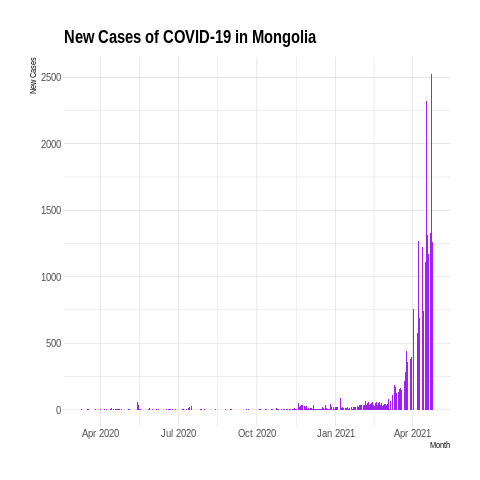 New Cases of COVID-19 in Mongolia
New Cases
2500
2000
1500
1000
500
0
Apr 2020
Jul 2020
Oct 2020
Jan 2021
Apr 2021
Month